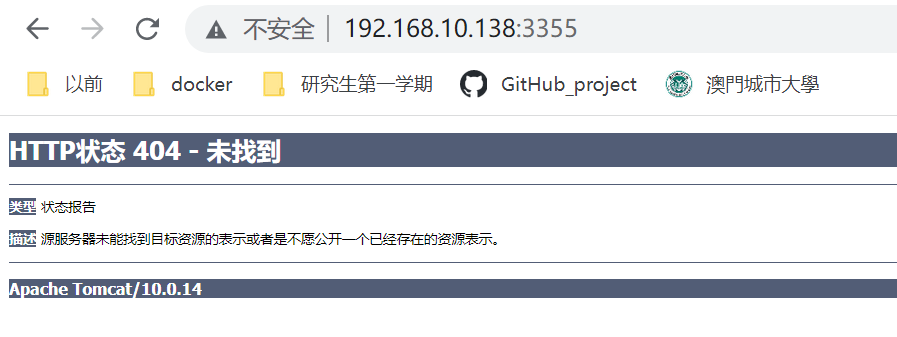 不安全 192.168.10.138:3355
以前 docker 研究生第一学期 GitHub_project 澳門城市大學
HTTP状态 404 - 未找到
类型 状态报告
描述 源服务器未能找到目标资源的表示或者是不愿公开一个已经存在的资源表示。
Apache Tomcat/10.0.14